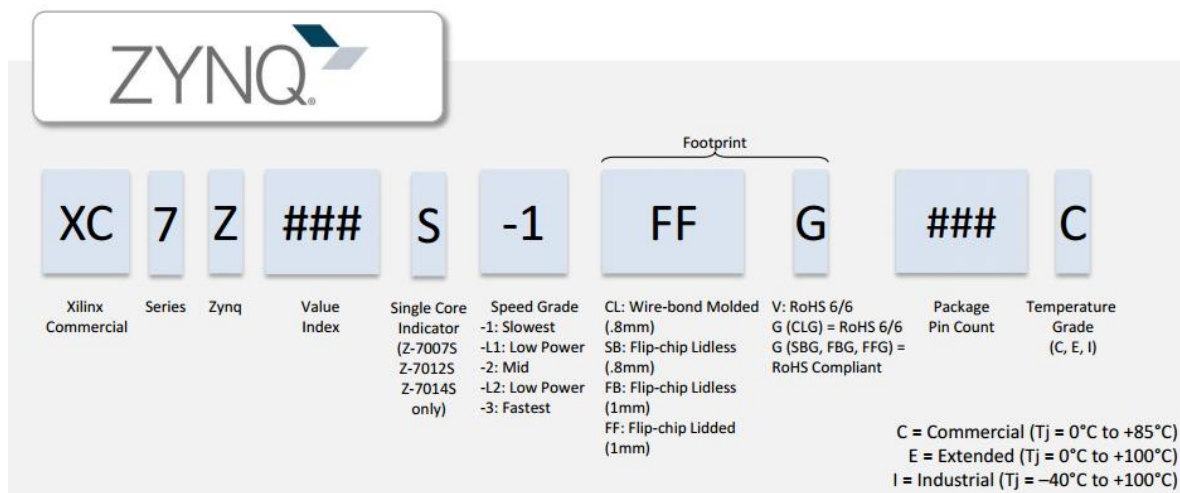 ZYNQ®
Footprint
XC 7 Z ### S -1 FF G ### C
Xilinx
Commercial
Series
Zynq
Value
Index
Single Core
Indicator
(Z-7007S
Z-7012S
Z-7014S
only)
Speed Grade
-1: Slowest
-L1: Low Power
-2: Mid
-L2: Low Power
-3: Fastest
CL: Wire-bond Molded
(.8mm)
SB: Flip-chip Lidless
(.8mm)
FB: Flip-chip Lidless
(1mm)
FF: Flip-chip Lidded
(1mm)
V: RoHS 6/6
G (CLG) = RoHS 6/6
G (SBG, FBG, FFG) =
RoHS Compliant
Package
Pin Count
Temperature
Grade
(C, E, I)
C = Commercial (Tj = 0°C to +85°C)
E = Extended (Tj = 0°C to +100°C)
I = Industrial (Tj = –40°C to +100°C)